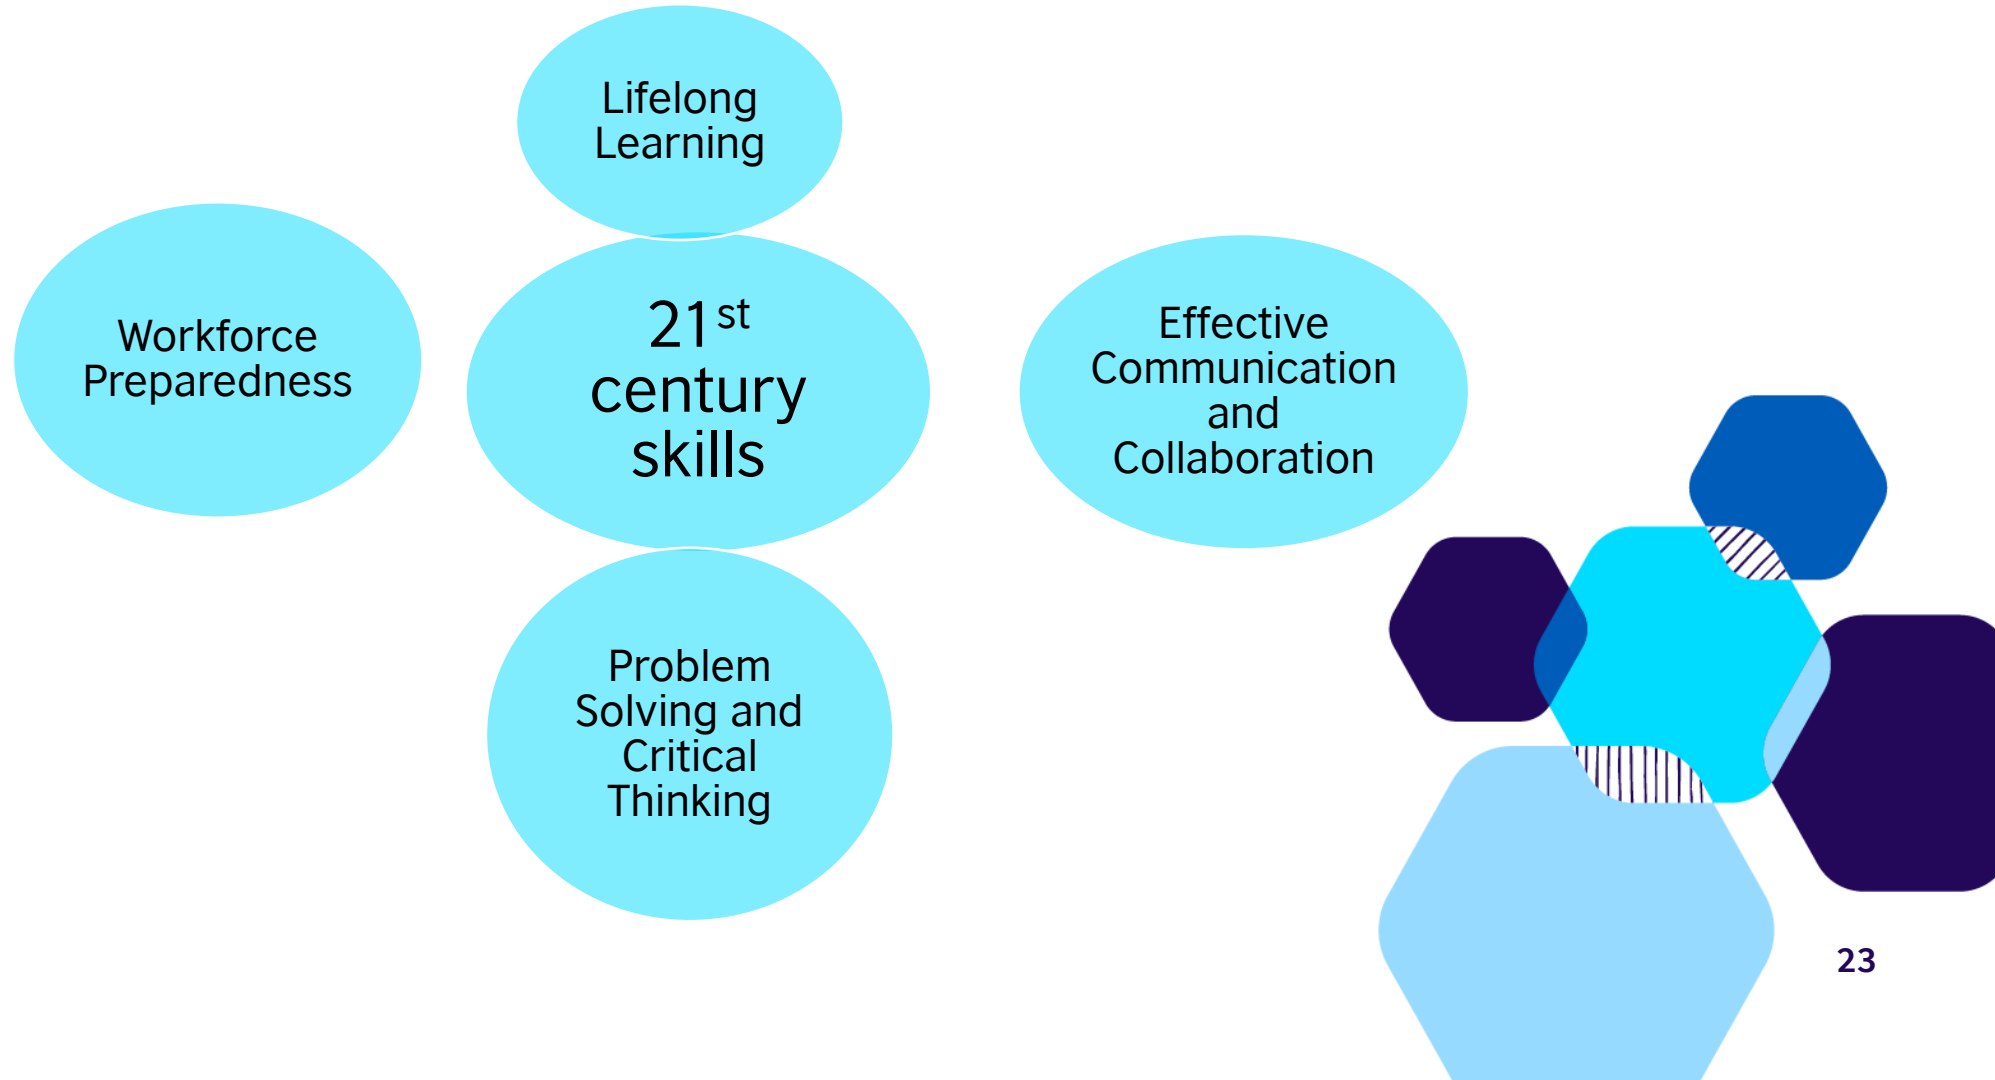 Lifelong
Learning
Workforce
Preparedness
21st
century
skills
Effective
Communication
and
Collaboration
Problem
Solving and
Critical
Thinking
23